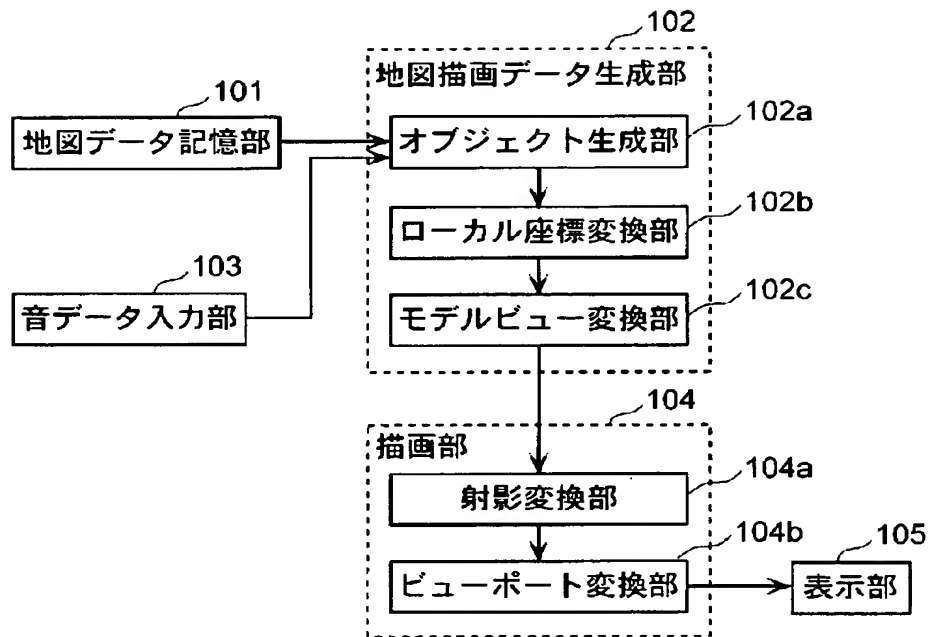 102
地図描画データ生成部
101
地図データ記憶部
102a
オブジェクト生成部
102b
ローカル座標変換部
103
音データ入力部
102c
モデルビュー変換部
104
描画部
104a
射影変換部
104b
ビューポート変換部
105
表示部